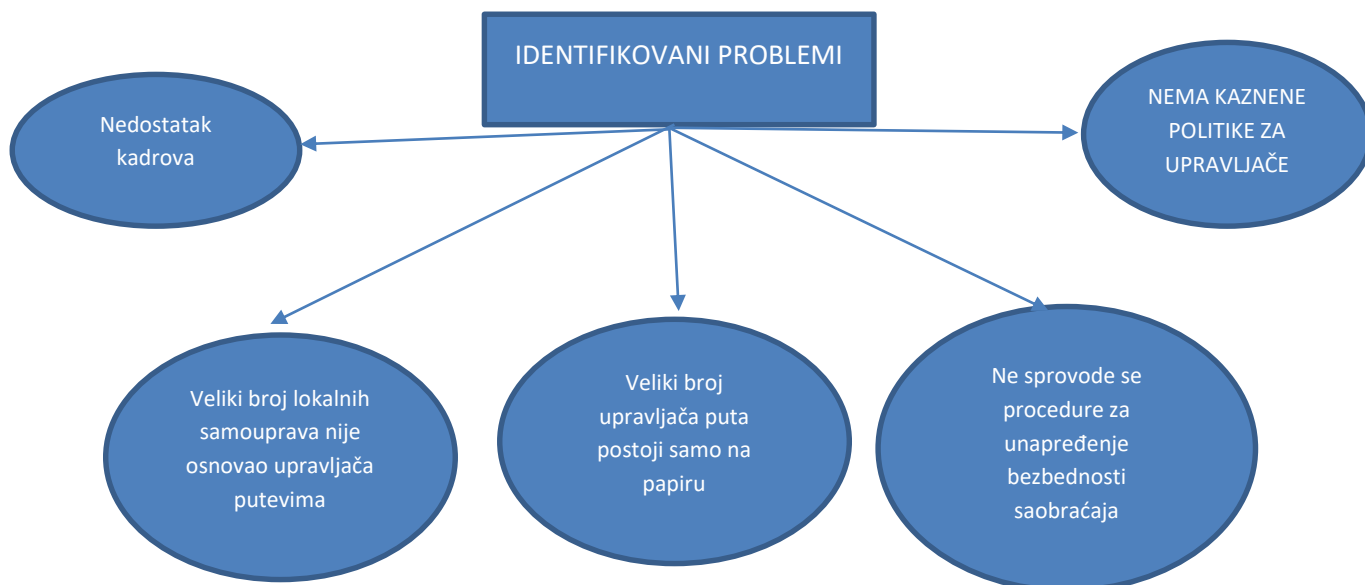 IDENTIFIKOVANI PROBLEMI
Nedostatak
kadrova
NEMA KAZNENE
POLITIKE ZA
UPRAVLJAČE
Veliki broj lokalnih
samouprava nije
osnovao upravljača
putevima
Veliki broj
upravljača puta
postoji samo na
papiru
Ne sprovode se
procedure za
unapređenje
bezbednosti
saobraćaja